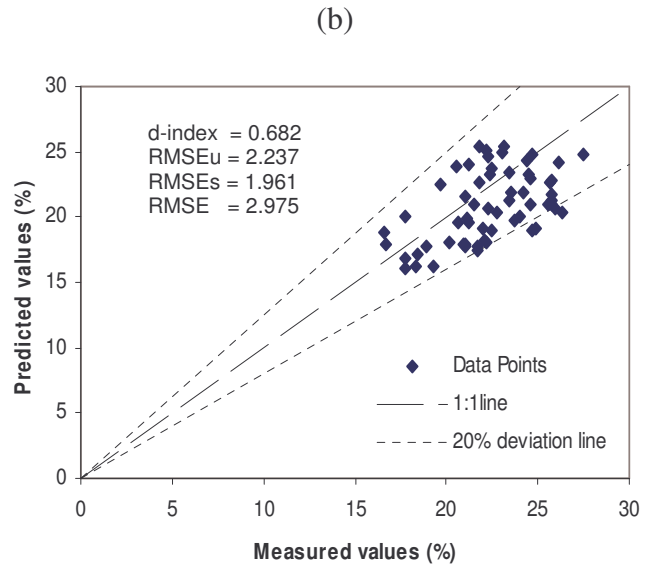 (b)
30
25
20
15
10
5
0
Predicted values (%)
d-index = 0.682
RMSEu = 2.237
RMSEs = 1.961
RMSE = 2.975
Data Points
1:1line
20% deviation line
0 5 10 15 20 25 30
Measured values (%)